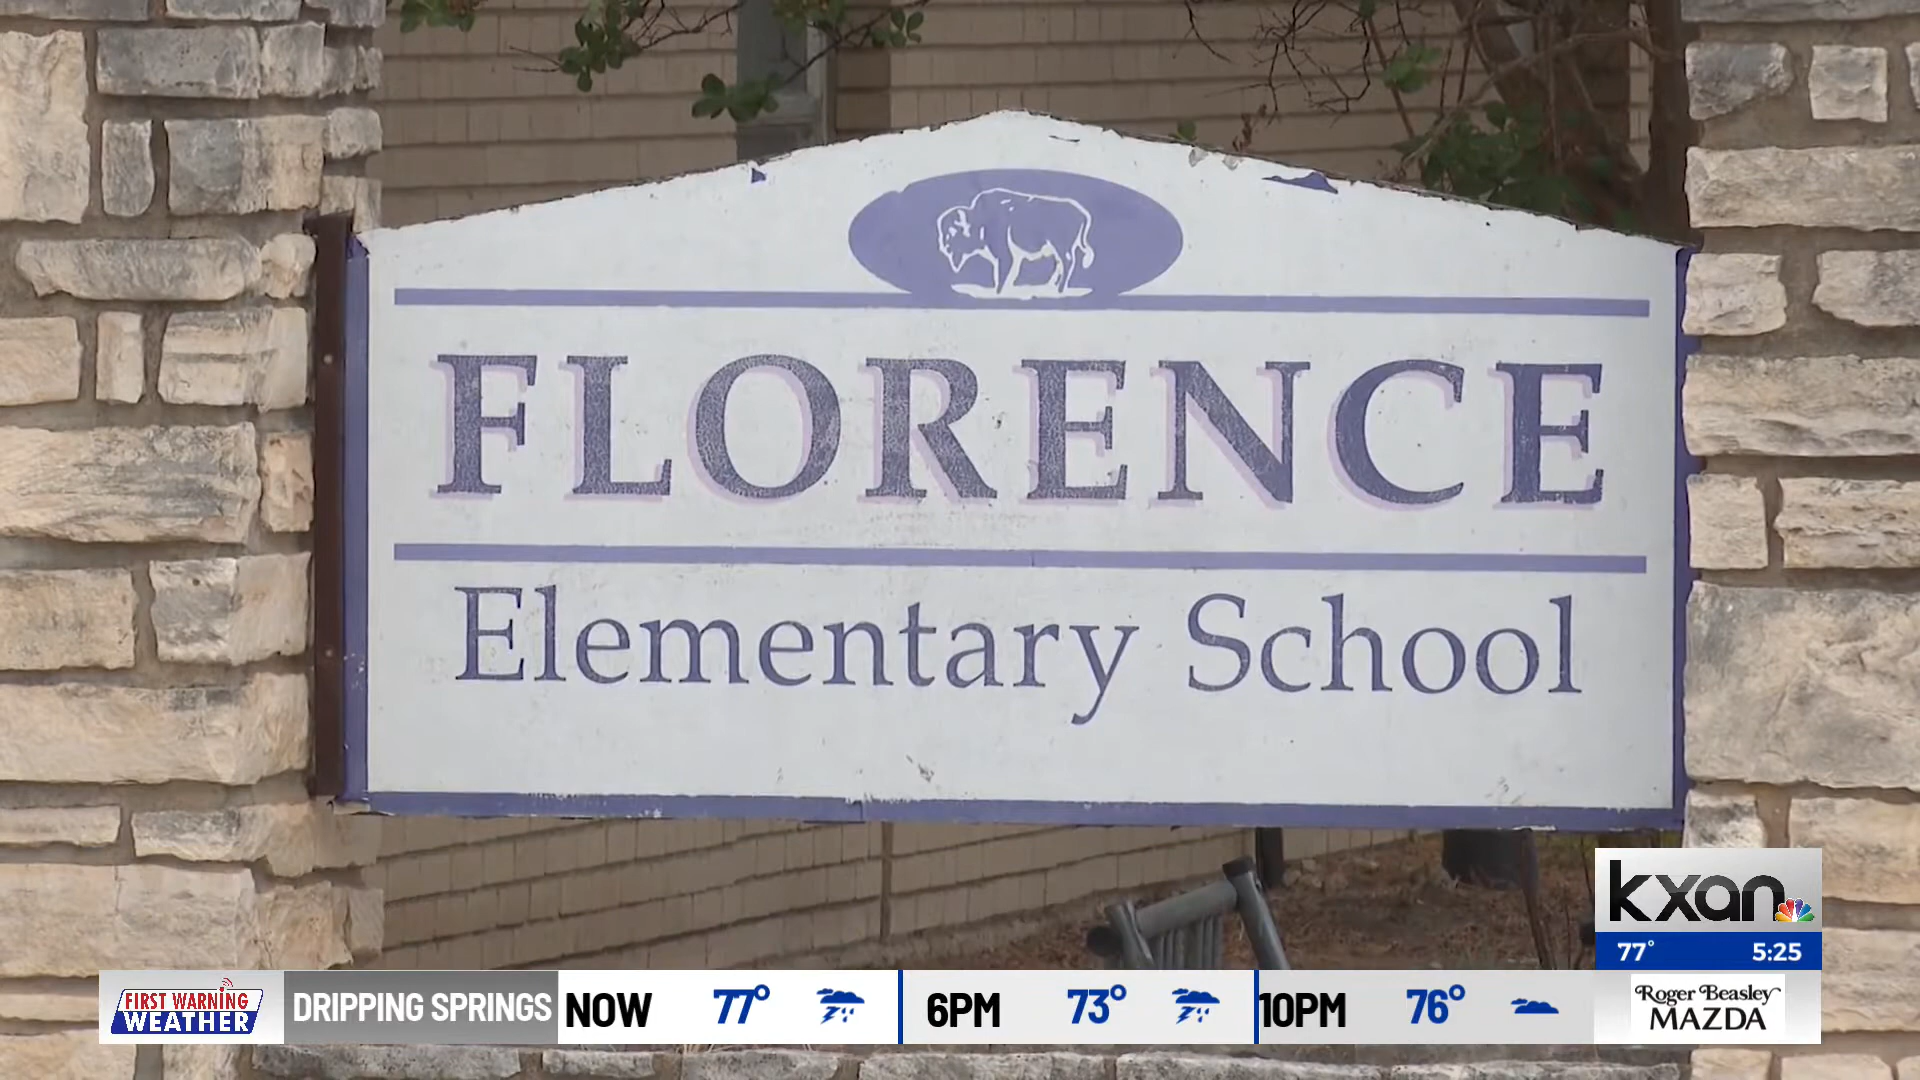 FLORENCE
Elementary School
kxan
77° 5:25
FIRST WARNING
WEATHER
DRIPPING SPRINGS NOW 77° 6PM 73° 10PM 76°
Roger Beasley
MAZDA